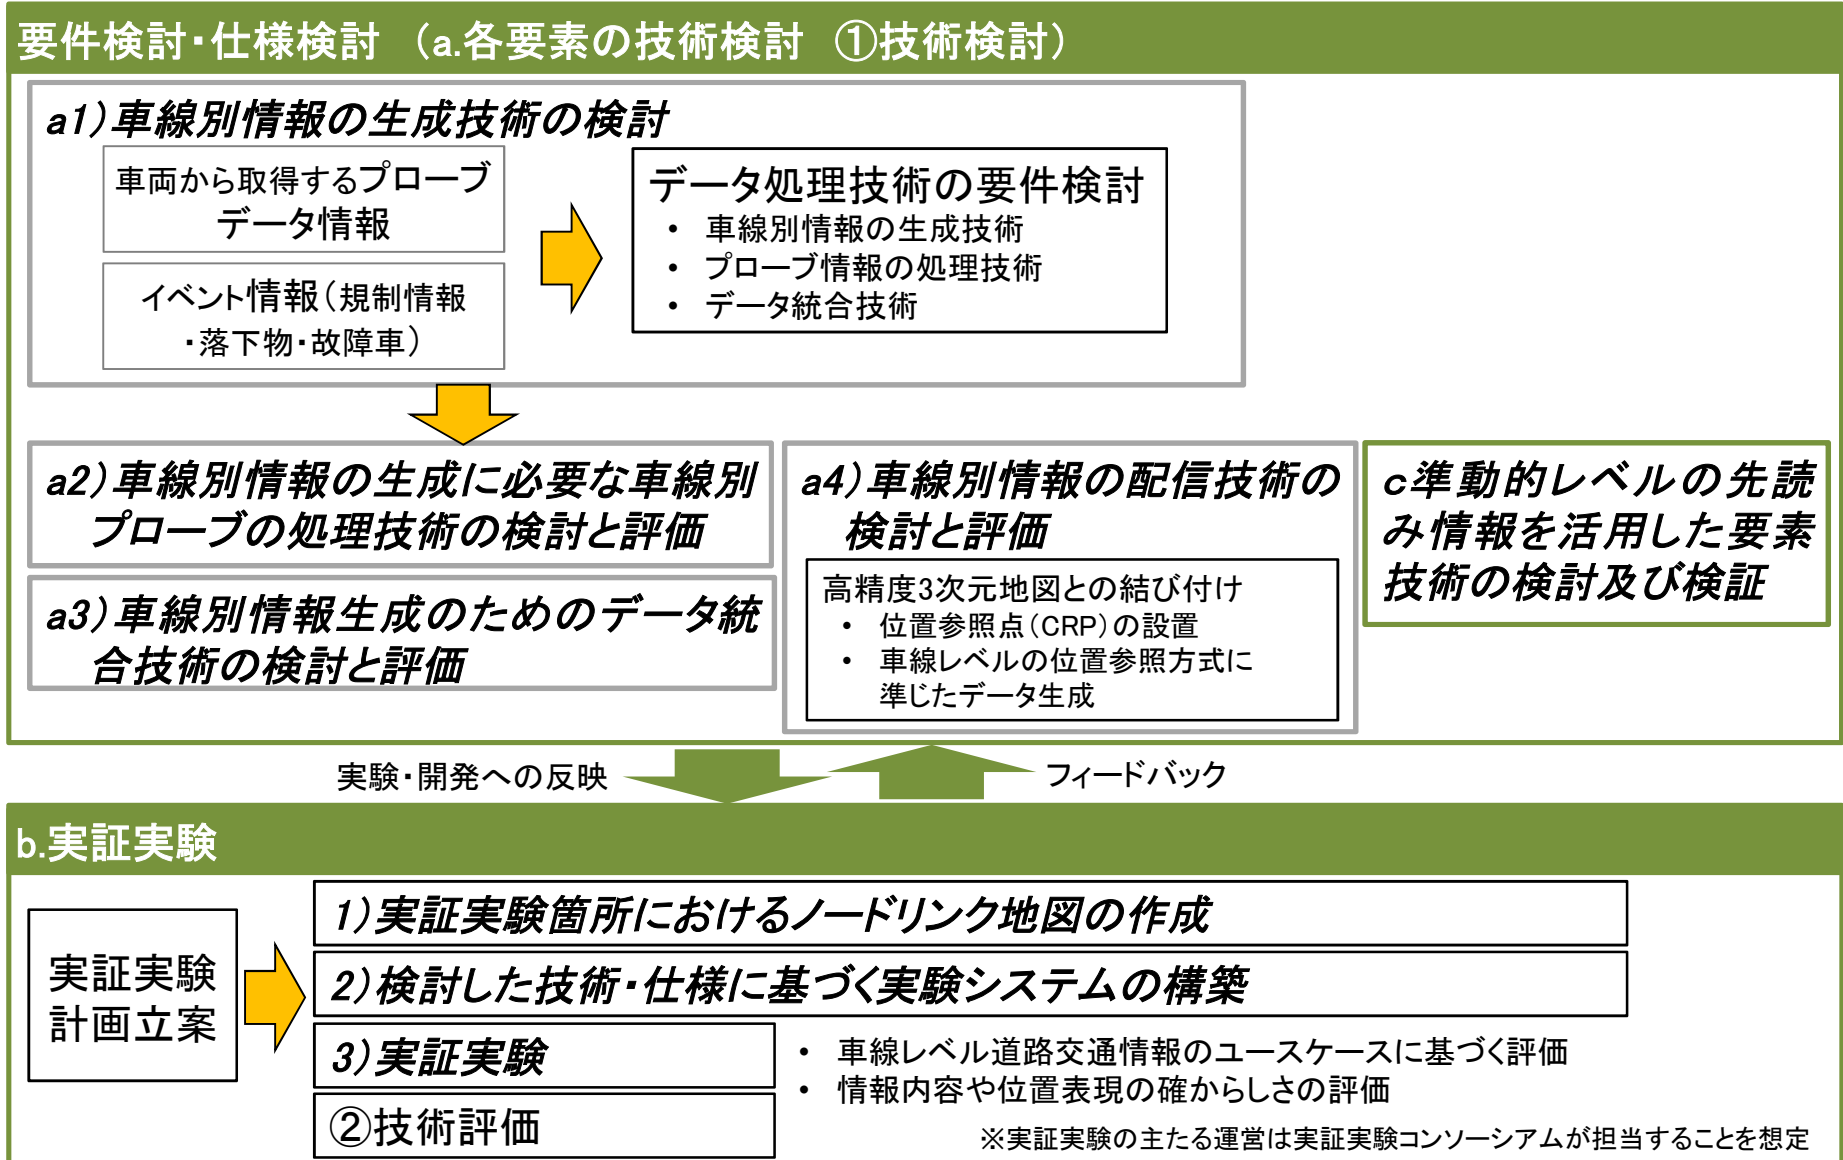 要件検討・仕様検討　（a.各要素の技術検討　①技術検討）
a1）車線別情報の生成技術の検討
車両から取得するプローブ
データ情報
イベント情報（規制情報
・落下物・故障車）
データ処理技術の要件検討
• 車線別情報の生成技術
• プローブ情報の処理技術
• データ統合技術
a2）車線別情報の生成に必要な車線別
プローブの処理技術の検討と評価
a3）車線別情報生成のためのデータ統
合技術の検討と評価
a4）車線別情報の配信技術の
検討と評価
高精度3次元地図との結び付け
• 位置参照点（CRP）の設置
• 車線レベルの位置参照方式に
準じたデータ生成
c準動的レベルの先読
み情報を活用した要素
技術の検討及び検証
実験・開発への反映
フィードバック
b.実証実験
実証実験
計画立案
1）実証実験箇所におけるノードリンク地図の作成
2）検討した技術・仕様に基づく実験システムの構築
3）実証実験
②技術評価
• 車線レベル道路交通情報のユースケースに基づく評価
• 情報内容や位置表現の確からしさの評価
※実証実験の主たる運営は実証実験コンソーシアムが担当することを想定